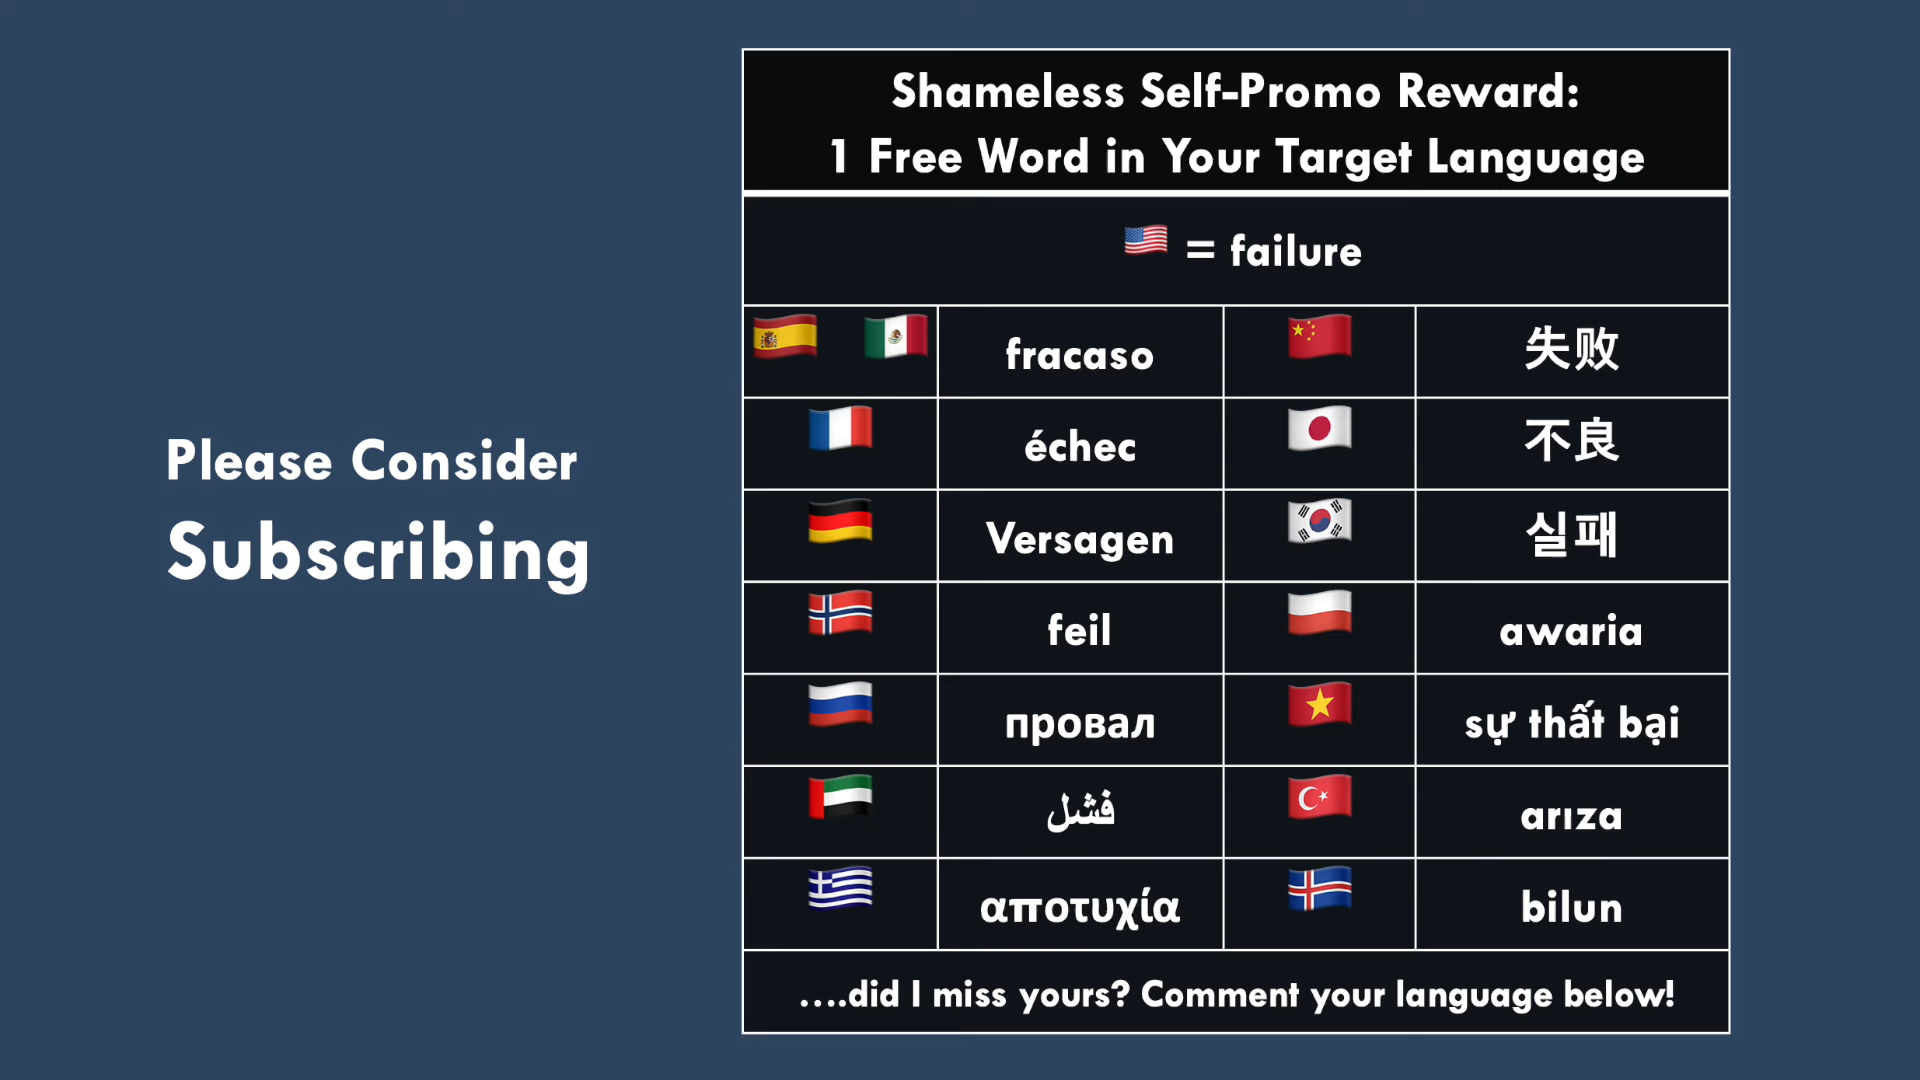 Please Consider
Subscribing
Shameless Self-Promo Reward:
1 Free Word in Your Target Language
= failure
fracaso 失败
échec 不良
Versagen 실패
feil awaria
провал sự thất bại
فشل arıza
αποτυχία bilun
....did I miss yours? Comment your language below!